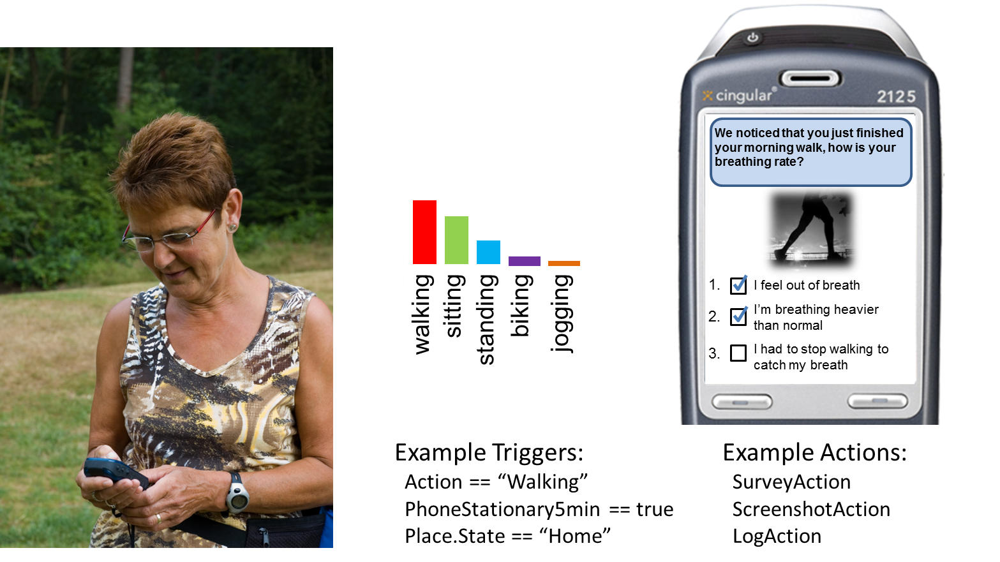 walking
sitting
standing
biking
jogging
cingular®
2125
We noticed that you just finished
your morning walk, how is your
breathing rate?
1. I feel out of breath
2. I’m breathing heavier
than normal
3. I had to stop walking to
catch my breath
Example Triggers:
Action == “Walking”
PhoneStationary5min == true
Place.State == “Home”
Example Actions:
SurveyAction
ScreenshotAction
LogAction